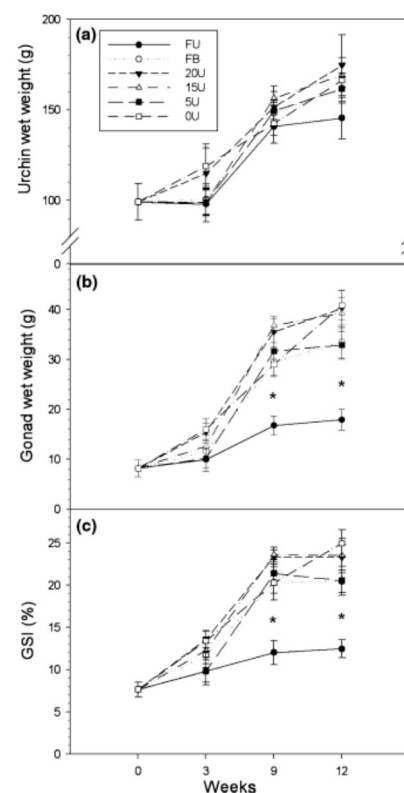 (a)
FU
FB
20U
15U
5U
0U
Urchin wet weight (g)
200
150
100
0
(b)
Gonad wet weight (g)
40
30
20
10
0
*
*
(c)
GSI (%)
25
20
15
10
5
0
*
*
0
3
9
12
Weeks